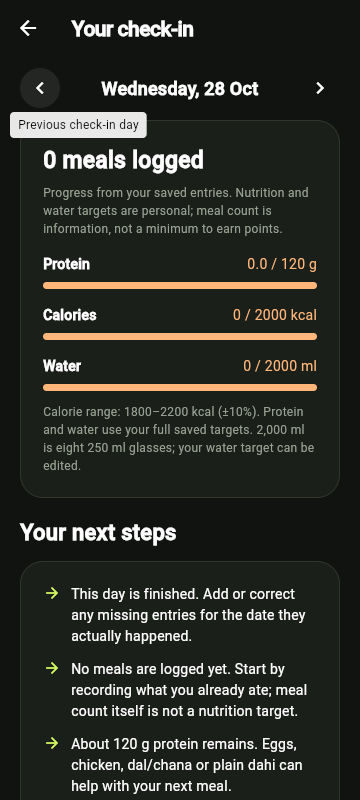 Your check-in
Wednesday, 28 Oct
Previous check-in day
0 meals logged
Progress from your saved entries. Nutrition and
water targets are personal; meal count is
information, not a minimum to earn points.
Protein 0.0 / 120 g
Calories 0 / 2000 kcal
Water 0 / 2000 ml
Calorie range: 1800–2200 kcal (±10%). Protein
and water use your full saved targets. 2,000 ml
is eight 250 ml glasses; your water target can be
edited.
Your next steps
This day is finished. Add or correct
any missing entries for the date they
actually happened.
No meals are logged yet. Start by
recording what you already ate; meal
count itself is not a nutrition target.
About 120 g protein remains. Eggs,
chicken, dal/chana or plain dahi can
help with your next meal.